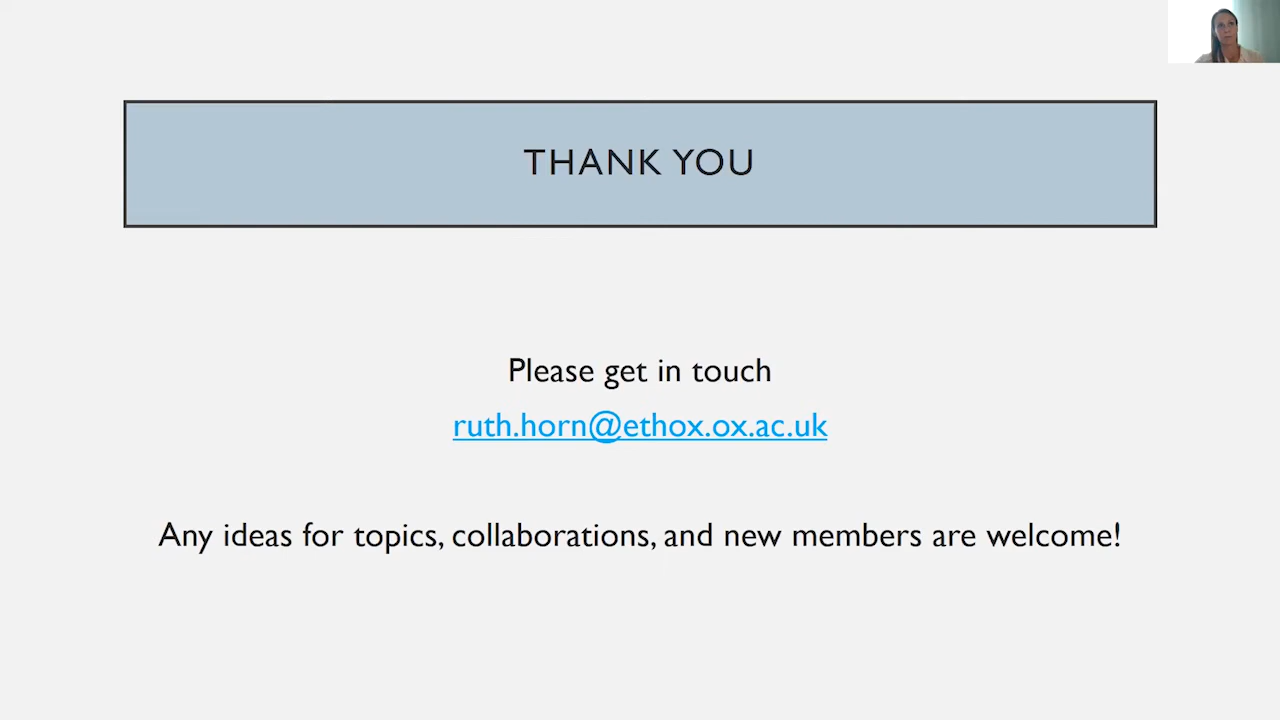 THANK YOU
Please get in touch
ruth.horn@ethox.ox.ac.uk
Any ideas for topics, collaborations, and new members are welcome!